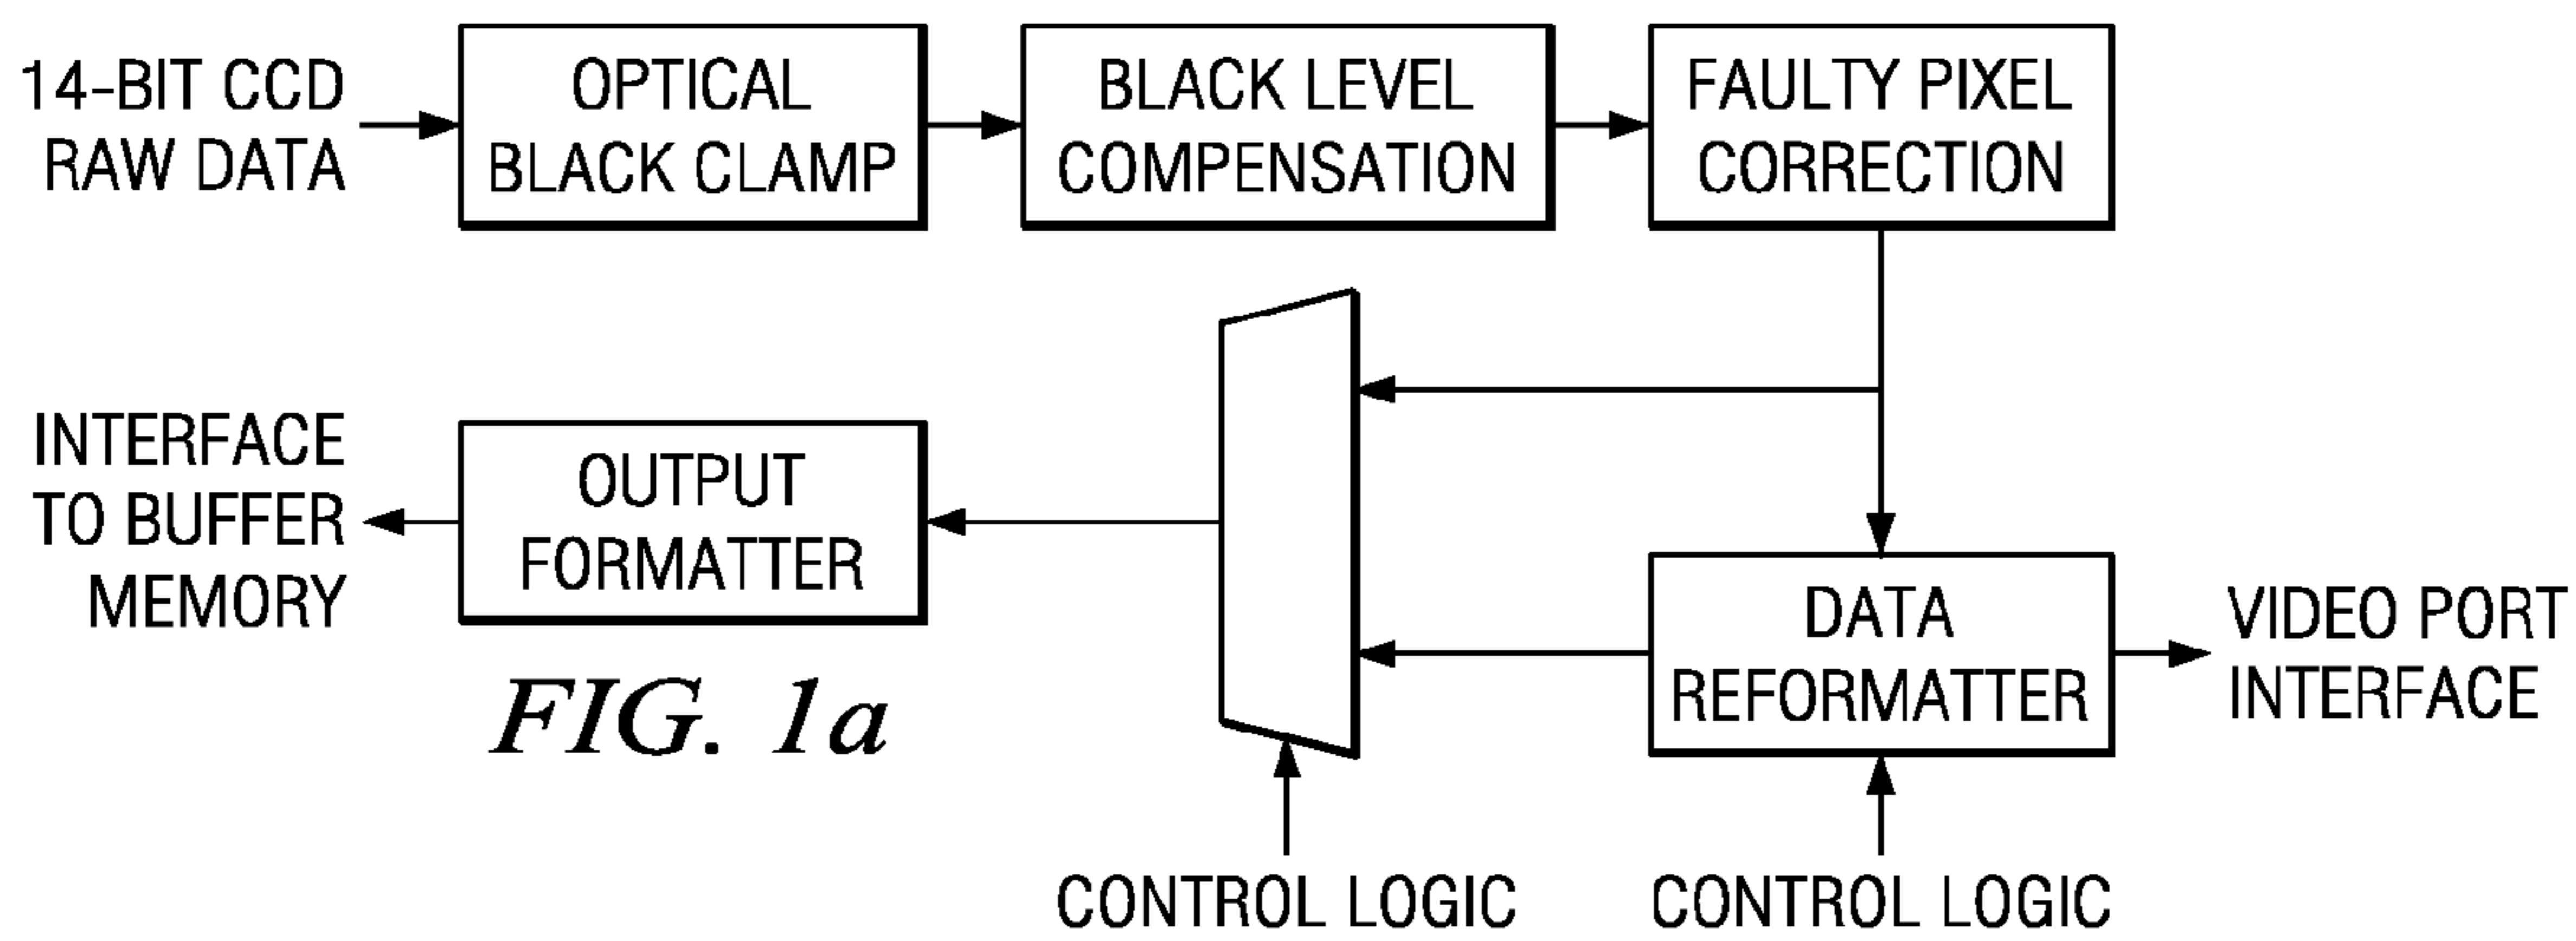 14-BIT CCD
RAW DATA
OPTICAL
BLACK CLAMP
BLACK LEVEL
COMPENSATION
FAULTY PIXEL
CORRECTION
INTERFACE
TO BUFFER
MEMORY
OUTPUT
FORMATTER
DATA
REFORMATTER
VIDEO PORT
INTERFACE
FIG. 1a
CONTROL LOGIC
CONTROL LOGIC